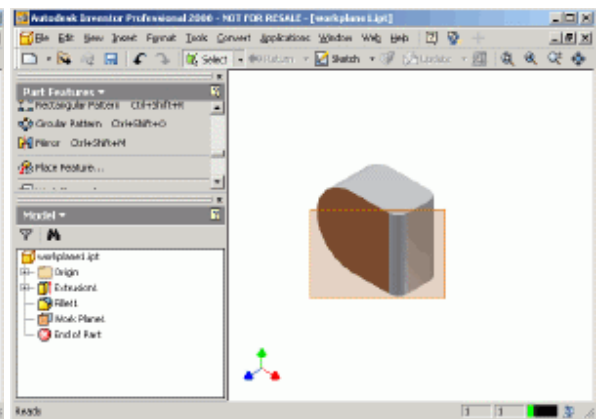 Autodesk Inventor Professional 2008 - NOT FOR RESALE - [workplane1.ipt]
File Edit View Insert Format Tools Convert Applications Window Web Help
Select Return Sketch Update
Part Features
Rectangular Pattern Ctrl+Shift+R
Circular Pattern Ctrl+Shift+O
Mirror Ctrl+Shift+M
Place Feature...
Model
workplane1.ipt
Origin
Extrusion1
Fillet1
Work Plane1
End of Part
Ready
1 1